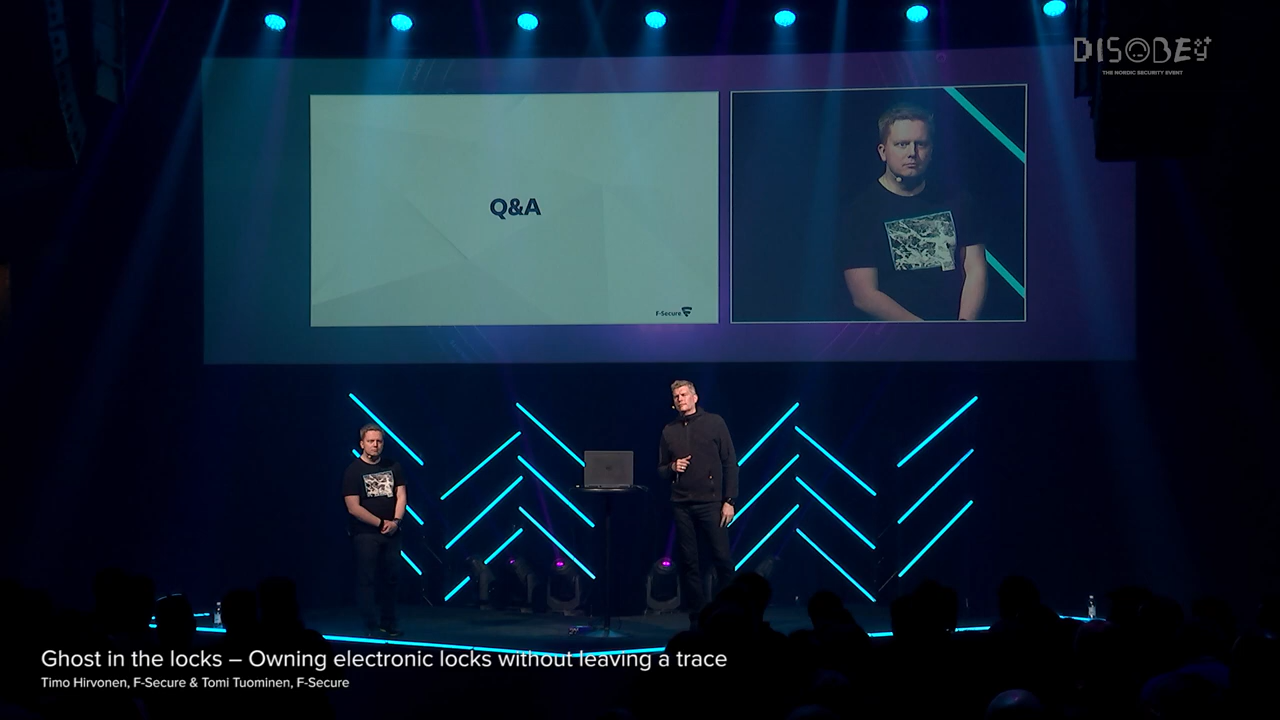 DISOBEY
THE NORDIC SECURITY EVENT
Q&A
F-Secure
Ghost in the locks – Owning electronic locks without leaving a trace
Timo Hirvonen, F-Secure & Tomi Tuominen, F-Secure